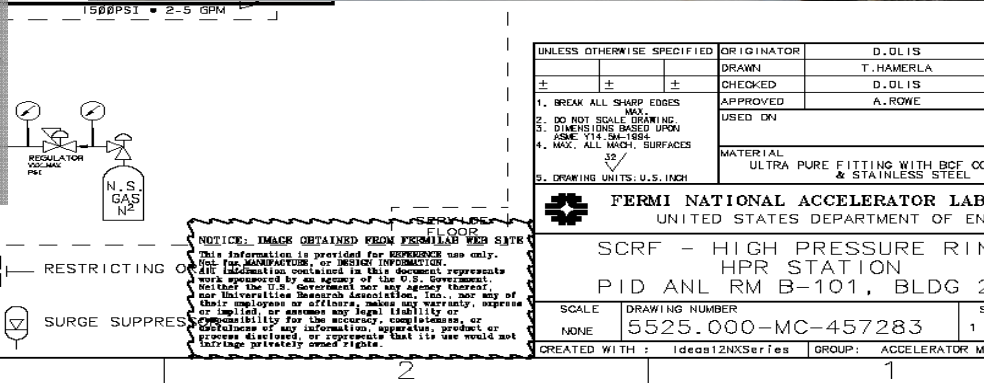 1500PSI @ 2-5 GPM
REGULATOR
PSI
N.S.
GAS
N2
SERVICE
FLOOR
RESTRICTING
SURGE SUPPRES
NOTICE: IMAGE OBTAINED FROM FERMILAB WEB SITE
This information is provided for REFERENCE use only.
Not for MANUFACTURE, or DESIGN INFORMATION.
All information contained in this document represents
work sponsored by an agency of the U.S. Government.
Neither the U.S. Government nor any agency thereof,
nor Universities Research Association, Inc., nor any of
their employees or officers, makes any warranty, express
or implied, or assumes any legal liability or
responsibility for the accuracy, completeness, or
usefulness of any information, apparatus, product or
process disclosed, or represents that its use would not
infringe privately owned rights.
UNLESS OTHERWISE SPECIFIED
± ± ±
1. BREAK ALL SHARP EDGES
MAX.
2. DO NOT SCALE DRAWING.
3. DIMENSIONS BASED UPON
ASME Y14.5M-1994
4. MAX. ALL MACH. SURFACES
32
5. DRAWING UNITS: U.S. INCH
ORIGINATOR D.OLIS
DRAWN T.HAMERLA
CHECKED D.OLIS
APPROVED A.ROWE
USED ON
MATERIAL
ULTRA PURE FITTING WITH BCF CO
& STAINLESS STEEL
FERMI NATIONAL ACCELERATOR LAB
UNITED STATES DEPARTMENT OF EN
SCRF - HIGH PRESSURE RIN
HPR STATION
PID ANL RM B-101, BLDG 2
SCALE DRAWING NUMBER S
NONE 5525.000-MC-457283 1
CREATED WITH : Ideas12NXSeries GROUP: ACCELERATOR M
2 1